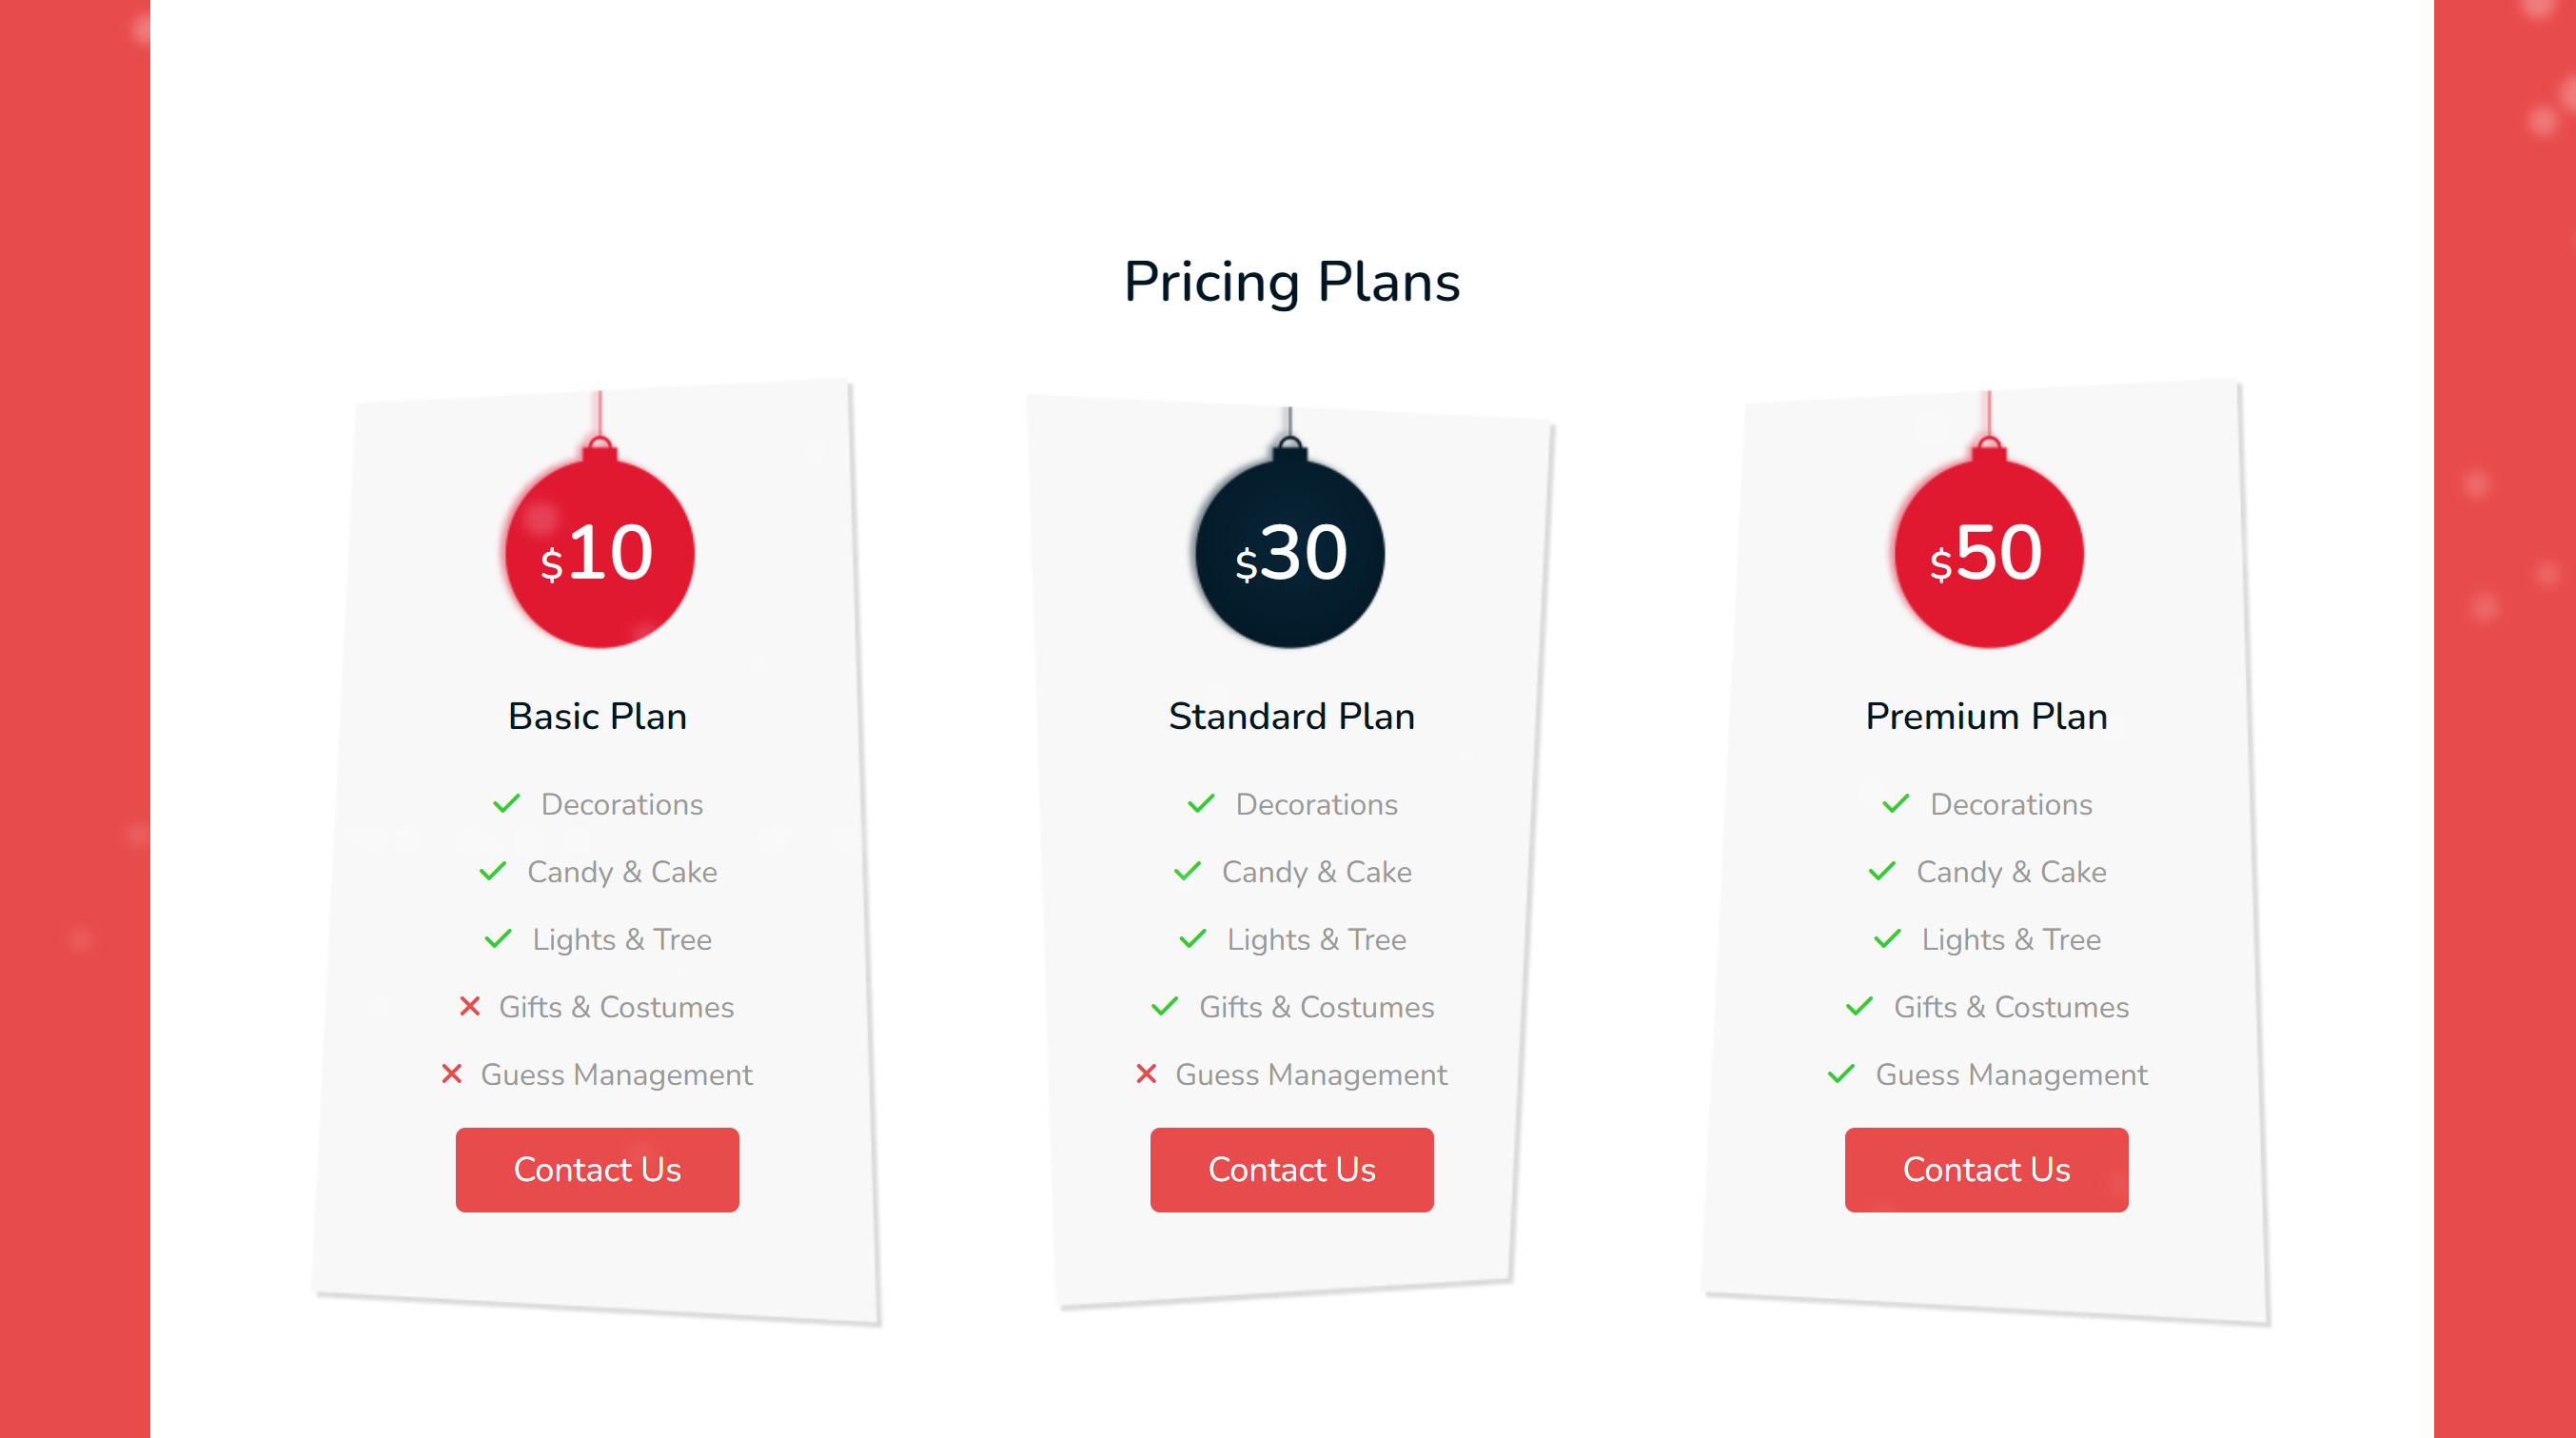 Pricing Plans
$10
Basic Plan
Decorations
Candy & Cake
Lights & Tree
Gifts & Costumes
Guess Management
Contact Us
$30
Standard Plan
Decorations
Candy & Cake
Lights & Tree
Gifts & Costumes
Guess Management
Contact Us
$50
Premium Plan
Decorations
Candy & Cake
Lights & Tree
Gifts & Costumes
Guess Management
Contact Us